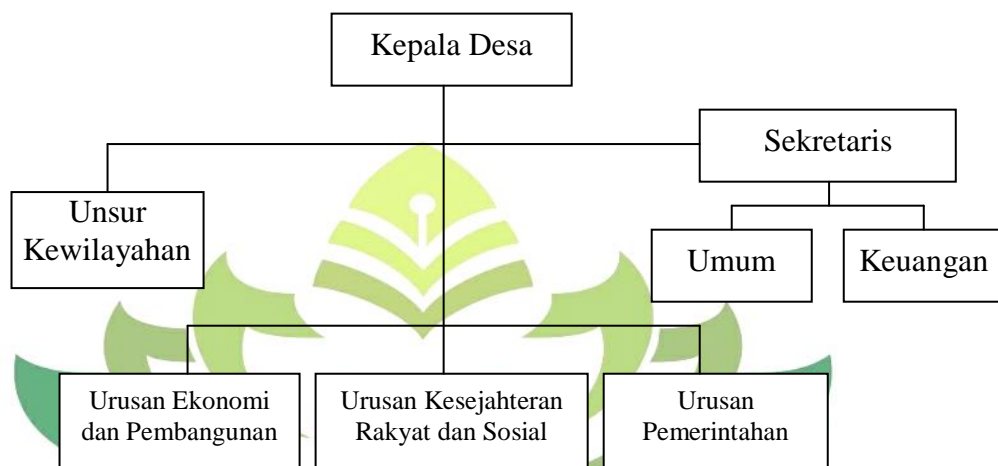 Kepala Desa
Sekretaris
Unsur
Kewilayahan
Umum
Keuangan
Urusan Ekonomi
dan Pembangunan
Urusan Kesejahteran
Rakyat dan Sosial
Urusan
Pemerintahan